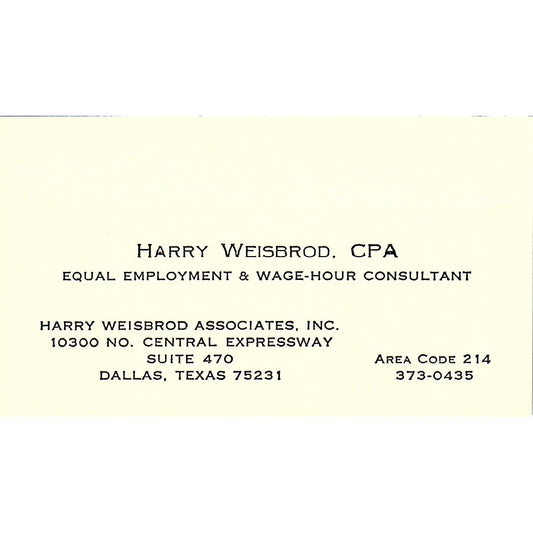 HARRY WEISBROD, CPA
EQUAL EMPLOYMENT & WAGE-HOUR CONSULTANT
HARRY WEISBROD ASSOCIATES, INC.
10300 NO. CENTRAL EXPRESSWAY
SUITE 470
DALLAS, TEXAS 75231
AREA CODE 214
373-0435